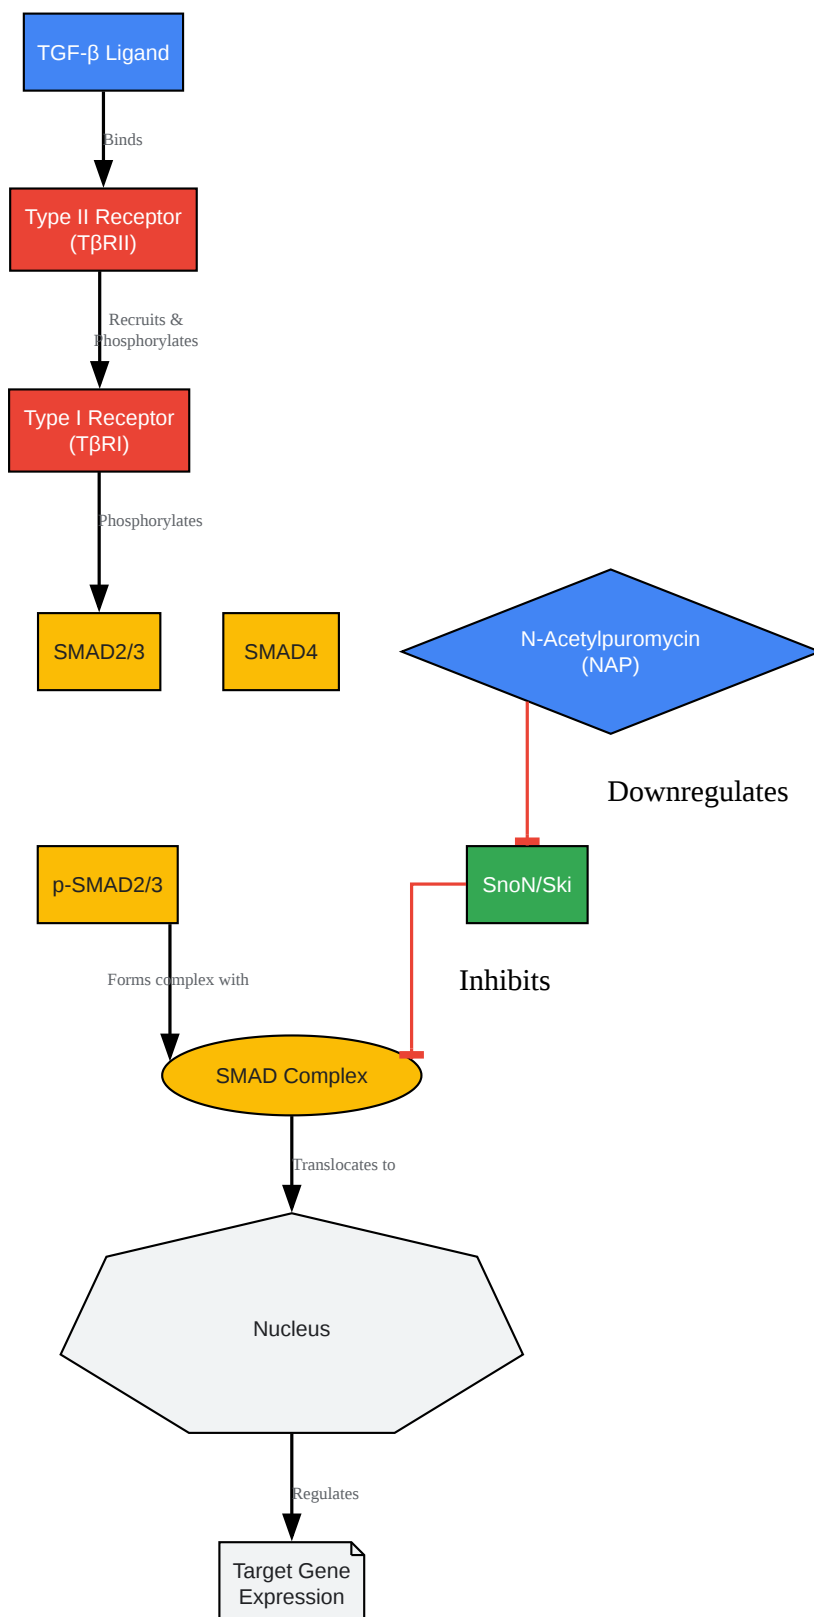 TGF-β Ligand
Binds
Type II Receptor
(TβRII)
Recruits &
Phosphorylates
Type I Receptor
(TβRI)
Phosphorylates
SMAD2/3
SMAD4
N-Acetylpuromycin
(NAP)
Downregulates
p-SMAD2/3
SnoN/Ski
Forms complex with
Inhibits
SMAD Complex
Translocates to
Nucleus
Regulates
Target Gene
Expression